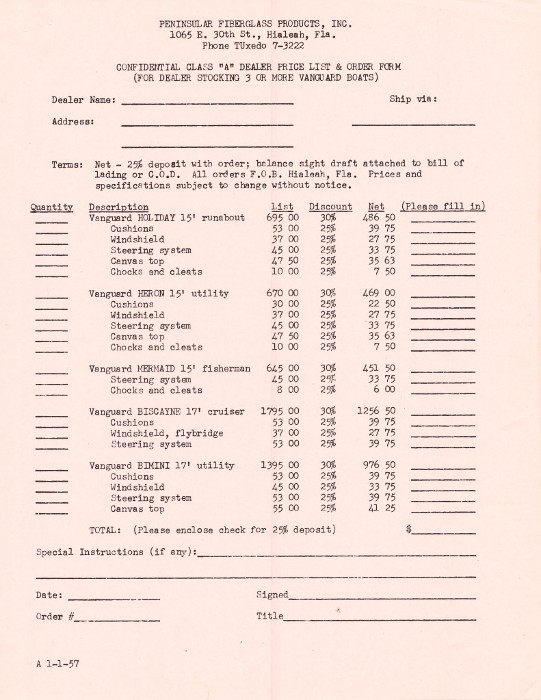 PENINSULAR FIBERGLASS PRODUCTS, INC.
1065 E. 30th St., Hialeah, Fla.
Phone TUxedo 7-3222
CONFIDENTIAL CLASS "A" DEALER PRICE LIST & ORDER FORM
(FOR DEALER STOCKING 3 OR MORE VANGUARD BOATS)
Dealer Name: Ship via:
Address:
Terms: Net - 25% deposit with order; balance sight draft attached to bill of
lading or C.O.D. All orders F.O.B. Hialeah, Fla. Prices and
specifications subject to change without notice.
Quantity Description List Discount Net (Please fill in)
Vanguard HOLIDAY 15' runabout 695 00 30% 486 50
Cushions 53 00 25% 39 75
Windshield 37 00 25% 27 75
Steering system 45 00 25% 33 75
Canvas top 47 50 25% 35 63
Chocks and cleats 10 00 25% 7 50
Vanguard HERON 15' utility 670 00 30% 469 00
Cushions 30 00 25% 22 50
Windshield 37 00 25% 27 75
Steering system 45 00 25% 33 75
Canvas top 47 50 25% 35 63
Chocks and cleats 10 00 25% 7 50
Vanguard MERMAID 15' fisherman 645 00 30% 451 50
Steering system 45 00 25% 33 75
Chocks and cleats 8 00 25% 6 00
Vanguard BISCAYNE 17' cruiser 1795 00 30% 1256 50
Cushions 53 00 25% 39 75
Windshield, flybridge 37 00 25% 27 75
Steering system 53 00 25% 39 75
Vanguard BIMINI 17' utility 1395 00 30% 976 50
Cushions 53 00 25% 39 75
Windshield 45 00 25% 33 75
Steering system 53 00 25% 39 75
Canvas top 55 00 25% 41 25
TOTAL: (Please enclose check for 25% deposit) $
Special Instructions (if any):
Date: Signed
Order # Title
A 1-1-57